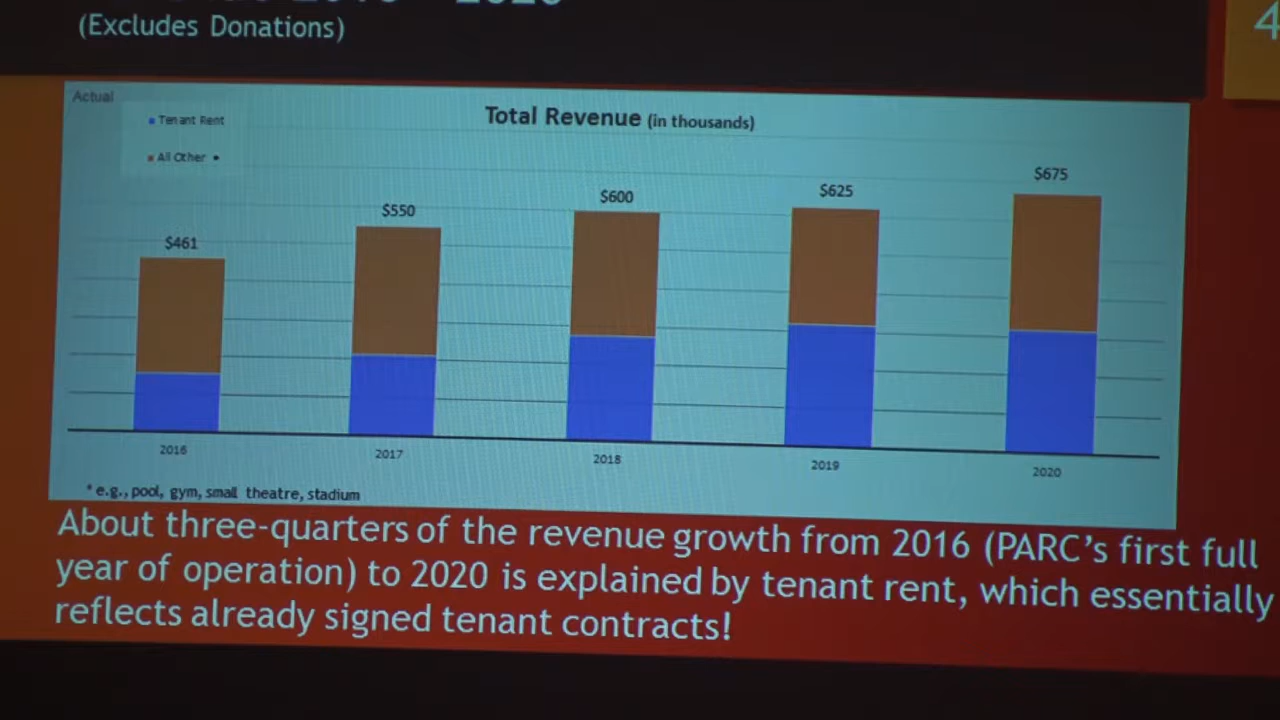 (Excludes Donations)
4
Actual
Total Revenue (in thousands)
Tenant Rent
All Other •
$461
$550
$600
$625
$675
2016
2017
2018
2019
2020
* e.g., pool, gym, small theatre, stadium
About three-quarters of the revenue growth from 2016 (PARC’s first full
year of operation) to 2020 is explained by tenant rent, which essentially
reflects already signed tenant contracts!